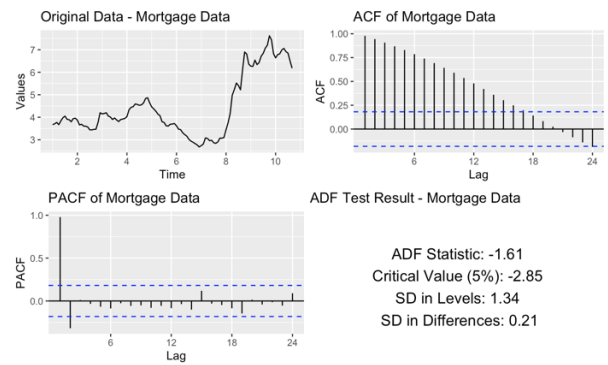 Original Data - Mortgage Data
Values
7
6
5
4
3
2
4
6
8
10
Time
ACF of Mortgage Data
ACF
1.00
0.75
0.50
0.25
0.00
6
12
18
24
Lag
PACF of Mortgage Data
PACF
1.0
0.5
0.0
6
12
18
24
Lag
ADF Test Result - Mortgage Data
ADF Statistic: -1.61
Critical Value (5%): -2.85
SD in Levels: 1.34
SD in Differences: 0.21